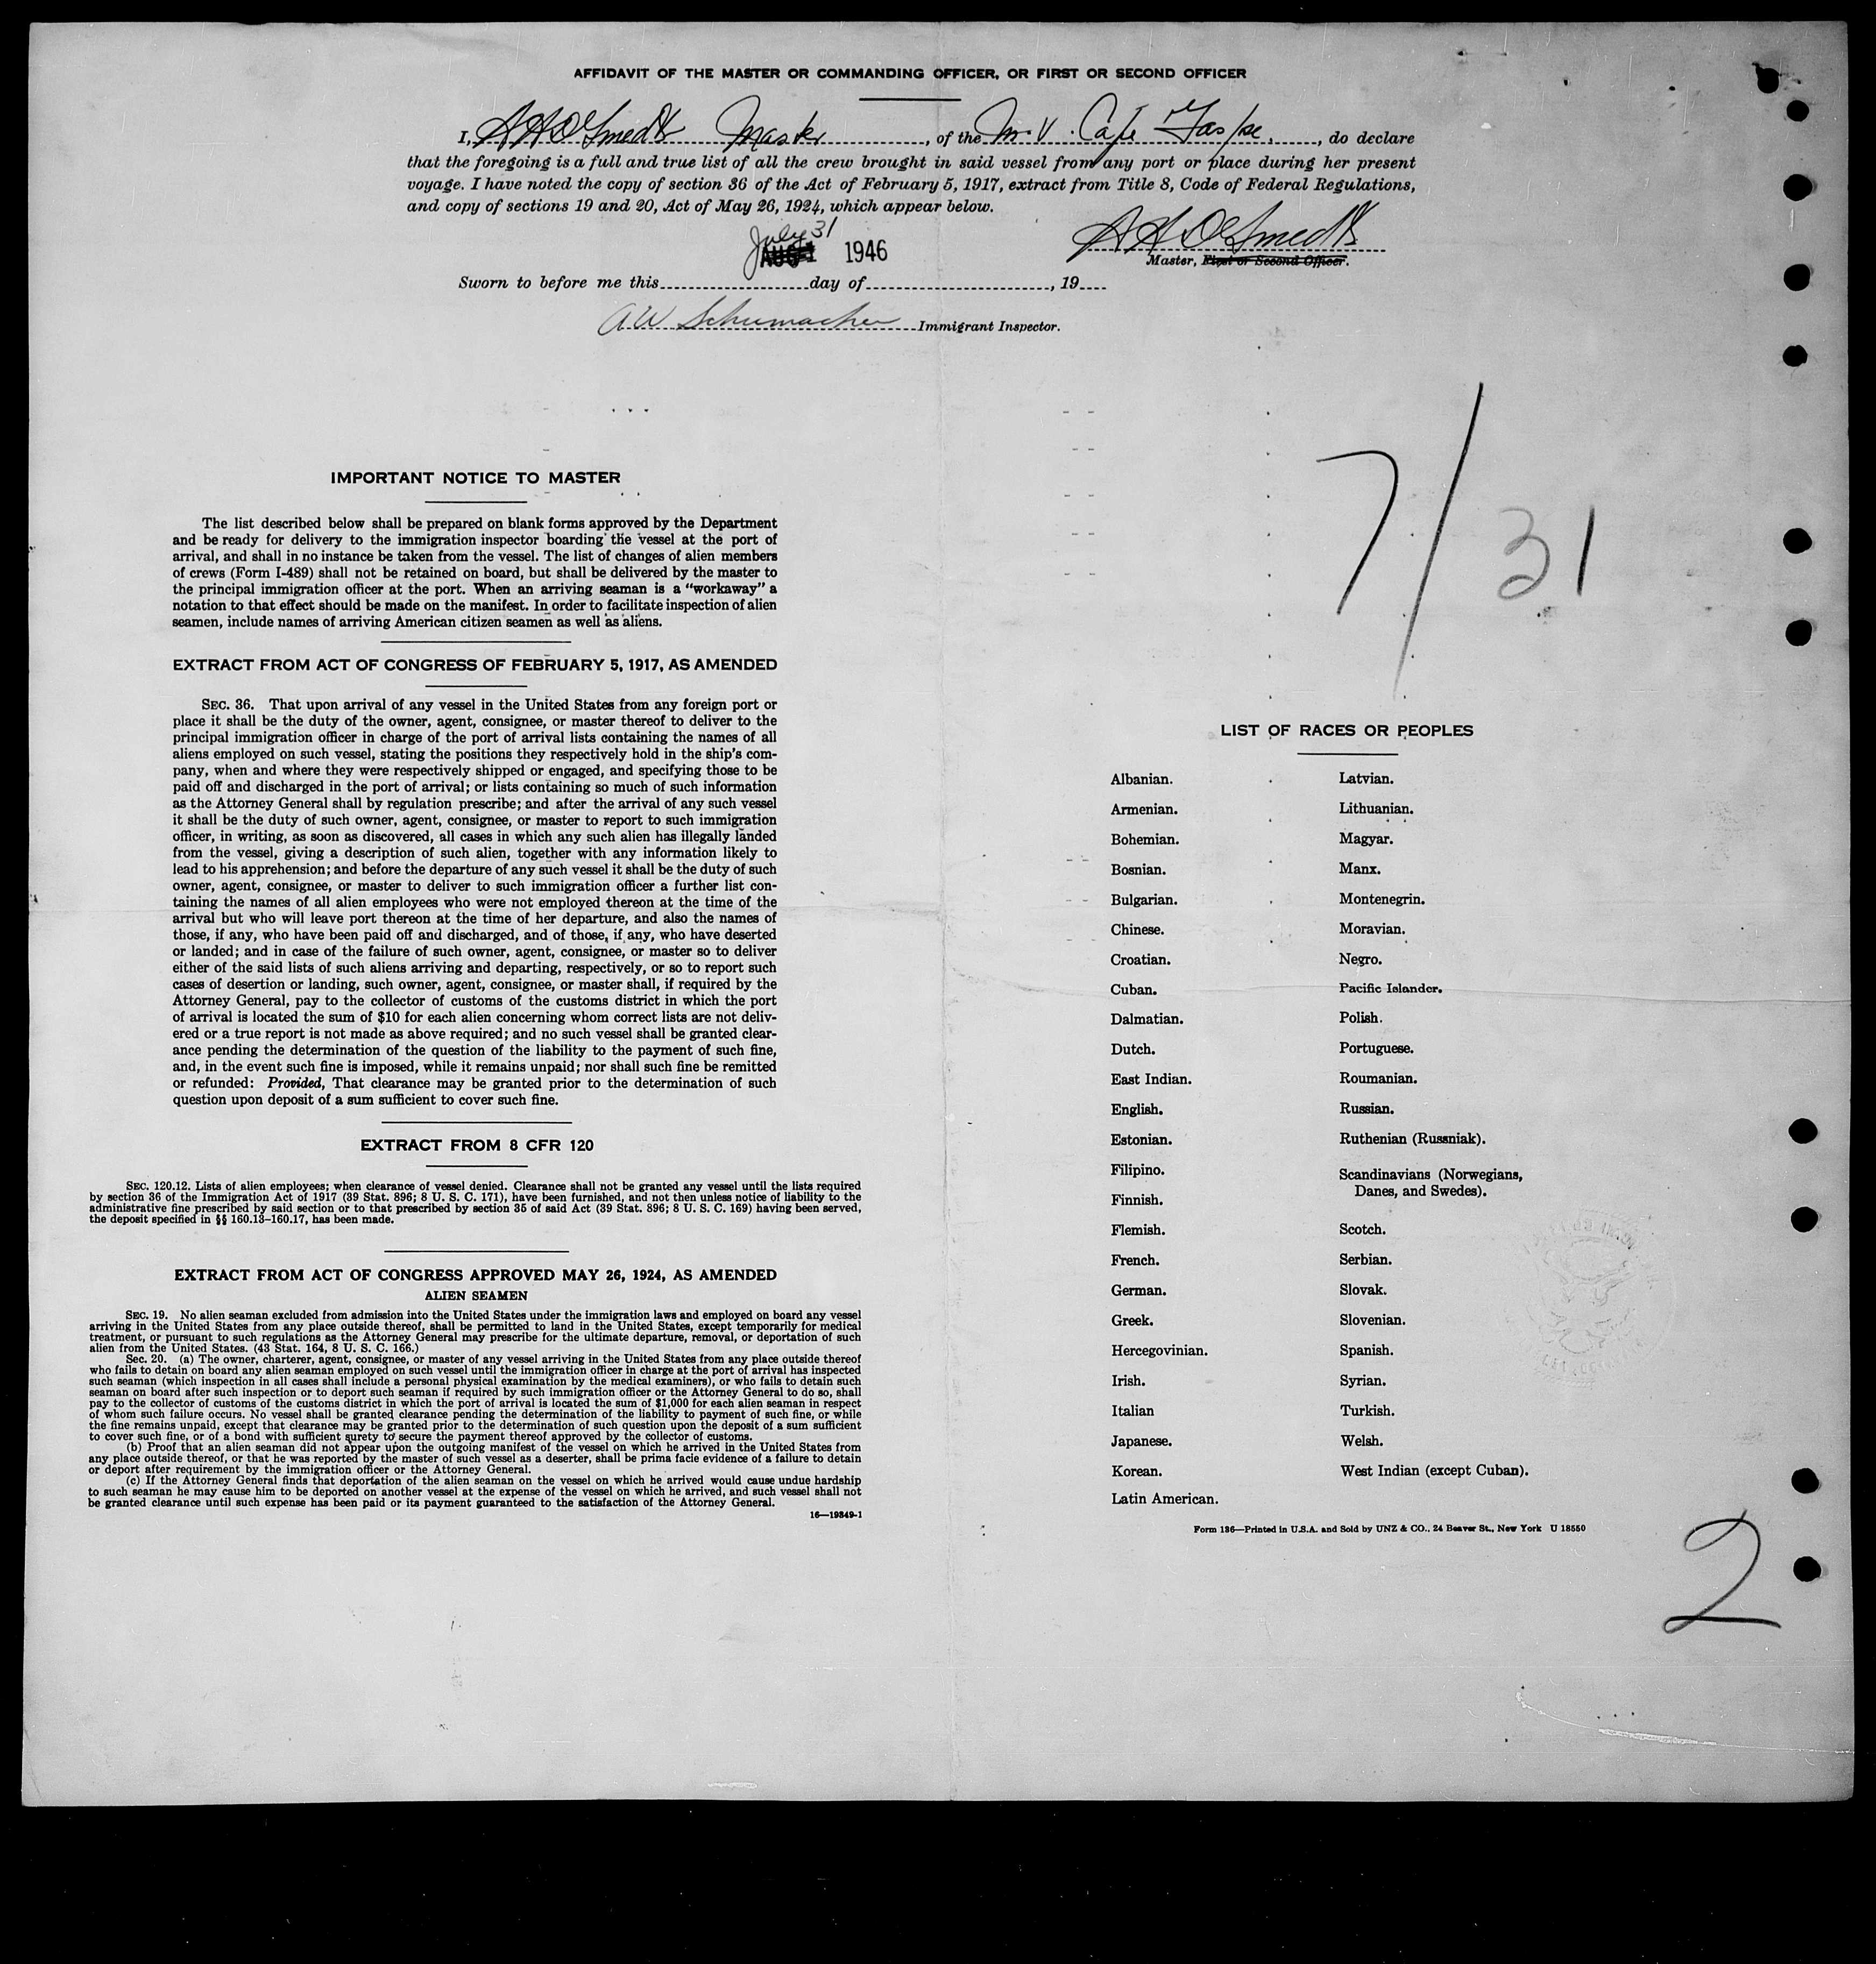 AFFIDAVIT OF THE MASTER OR COMMANDING OFFICER, OR FIRST OR SECOND OFFICER
I, A A DeSmedt Master, of the M.V. Cape Gaspe, do declare
that the foregoing is a full and true list of all the crew brought in said vessel from any port or place during her present
voyage. I have noted the copy of section 36 of the Act of February 5, 1917, extract from Title 8, Code of Federal Regulations,
and copy of sections 19 and 20, Act of May 26, 1924, which appear below.
July 31
AUG 1 1946
A A DeSmedt
Master, First or Second Officer.
Sworn to before me this day of , 19
A W Schumacher Immigrant Inspector.
7/31
IMPORTANT NOTICE TO MASTER
The list described below shall be prepared on blank forms approved by the Department
and be ready for delivery to the immigration inspector boarding the vessel at the port of
arrival, and shall in no instance be taken from the vessel. The list of changes of alien members
of crews (Form I-489) shall not be retained on board, but shall be delivered by the master to
the principal immigration officer at the port. When an arriving seaman is a "workaway" a
notation to that effect should be made on the manifest. In order to facilitate inspection of alien
seamen, include names of arriving American citizen seamen as well as aliens.
EXTRACT FROM ACT OF CONGRESS OF FEBRUARY 5, 1917, AS AMENDED
SEC. 36. That upon arrival of any vessel in the United States from any foreign port or
place it shall be the duty of the owner, agent, consignee, or master thereof to deliver to the
principal immigration officer in charge of the port of arrival lists containing the names of all
aliens employed on such vessel, stating the positions they respectively hold in the ship's com-
pany, when and where they were respectively shipped or engaged, and specifying those to be
paid off and discharged in the port of arrival; or lists containing so much of such information
as the Attorney General shall by regulation prescribe; and after the arrival of any such vessel
it shall be the duty of such owner, agent, consignee, or master to report to such immigration
officer, in writing, as soon as discovered, all cases in which any such alien has illegally landed
from the vessel, giving a description of such alien, together with any information likely to
lead to his apprehension; and before the departure of any such vessel it shall be the duty of such
owner, agent, consignee, or master to deliver to such immigration officer a further list con-
taining the names of all alien employees who were not employed thereon at the time of the
arrival but who will leave port thereon at the time of her departure, and also the names of
those, if any, who have been paid off and discharged, and of those, if any, who have deserted
or landed; and in case of the failure of such owner, agent, consignee, or master so to deliver
either of the said lists of such aliens arriving and departing, respectively, or so to report such
cases of desertion or landing, such owner, agent, consignee, or master shall, if required by the
Attorney General, pay to the collector of customs of the customs district in which the port
of arrival is located the sum of $10 for each alien concerning whom correct lists are not deliv-
ered or a true report is not made as above required; and no such vessel shall be granted clear-
ance pending the determination of the question of the liability to the payment of such fine,
and, in the event such fine is imposed, while it remains unpaid; nor shall such fine be remitted
or refunded: Provided, That clearance may be granted prior to the determination of such
question upon deposit of a sum sufficient to cover such fine.
EXTRACT FROM 8 CFR 120
SEC. 120.12. Lists of alien employees; when clearance of vessel denied. Clearance shall not be granted any vessel until the lists required
by section 36 of the Immigration Act of 1917 (39 Stat. 896; 8 U. S. C. 171), have been furnished, and not then unless notice of liability to the
administrative fine prescribed by said section or to that prescribed by section 35 of said Act (39 Stat. 896; 8 U. S. C. 169) having been served,
the deposit specified in §§ 160.13–160.17, has been made.
EXTRACT FROM ACT OF CONGRESS APPROVED MAY 26, 1924, AS AMENDED
ALIEN SEAMEN
SEC. 19. No alien seaman excluded from admission into the United States under the immigration laws and employed on board any vessel
arriving in the United States from any place outside thereof, shall be permitted to land in the United States, except temporarily for medical
treatment, or pursuant to such regulations as the Attorney General may prescribe for the ultimate departure, removal, or deportation of such
alien from the United States. (43 Stat. 164, 8 U. S. C. 166.)
Sec. 20. (a) The owner, charterer, agent, consignee, or master of any vessel arriving in the United States from any place outside thereof
who fails to detain on board any alien seaman employed on such vessel until the immigration officer in charge at the port of arrival has inspected
such seaman (which inspection in all cases shall include a personal physical examination by the medical examiners), or who fails to detain such
seaman on board after such inspection or to deport such seaman if required by such immigration officer or the Attorney General to do so, shall
pay to the collector of customs of the customs district in which the port of arrival is located the sum of $1,000 for each alien seaman in respect
of whom such failure occurs. No vessel shall be granted clearance pending the determination of the liability to payment of such fine, or while
the fine remains unpaid, except that clearance may be granted prior to the determination of such question upon the deposit of a sum sufficient
to cover such fine, or of a bond with sufficient surety to secure the payment thereof approved by the collector of customs.
(b) Proof that an alien seaman did not appear upon the outgoing manifest of the vessel on which he arrived in the United States from
any place outside thereof, or that he was reported by the master of such vessel as a deserter, shall be prima facie evidence of a failure to detain
or deport after requirement by the immigration officer or the Attorney General.
(c) If the Attorney General finds that deportation of the alien seaman on the vessel on which he arrived would cause undue hardship
to such seaman he may cause him to be deported on another vessel at the expense of the vessel on which he arrived, and such vessel shall not
be granted clearance until such expense has been paid or its payment guaranteed to the satisfaction of the Attorney General.
16—19849-1
LIST OF RACES OR PEOPLES
Albanian.
Armenian.
Bohemian.
Bosnian.
Bulgarian.
Chinese.
Croatian.
Cuban.
Dalmatian.
Dutch.
East Indian.
English.
Estonian.
Filipino.
Finnish.
Flemish.
French.
German.
Greek.
Hercegovinian.
Irish.
Italian
Japanese.
Korean.
Latin American.
Latvian.
Lithuanian.
Magyar.
Manx.
Montenegrin.
Moravian.
Negro.
Pacific Islander.
Polish.
Portuguese.
Roumanian.
Russian.
Ruthenian (Russniak).
Scandinavians (Norwegians,
Danes, and Swedes).
Scotch.
Serbian.
Slovak.
Slovenian.
Spanish.
Syrian.
Turkish.
Welsh.
West Indian (except Cuban).
Form 136—Printed in U.S.A. and Sold by UNZ & CO., 24 Beaver St., New York U 18550
2